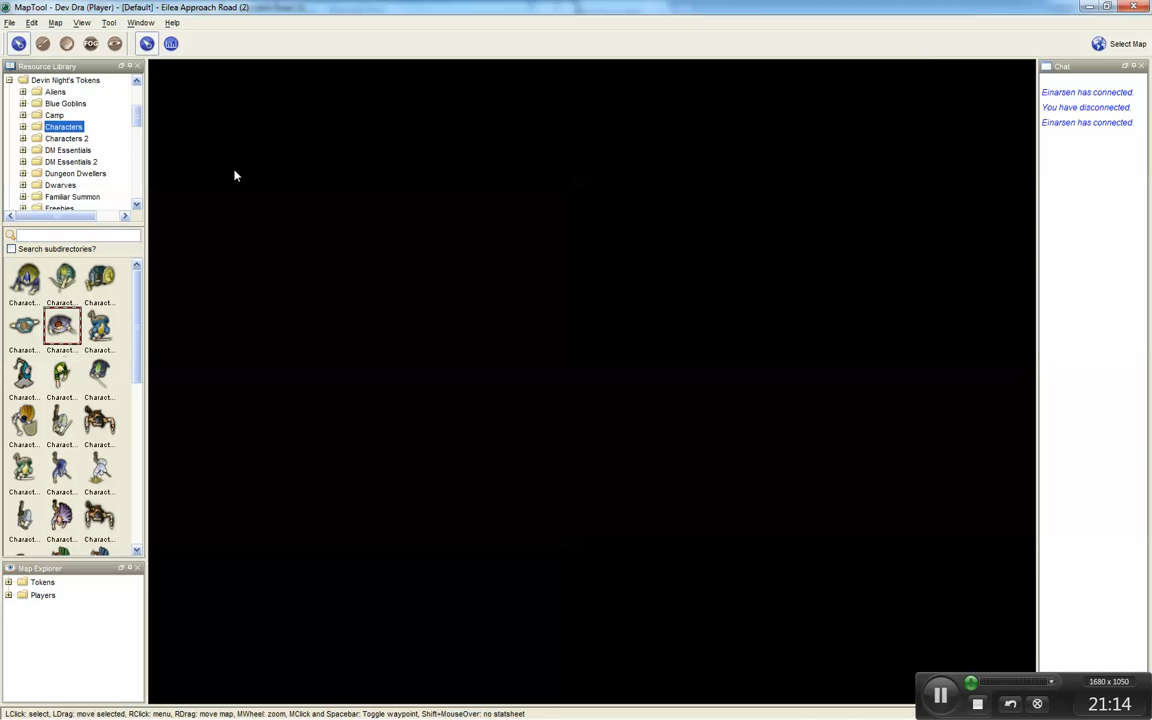 MapTool - Dev Dra (Player) - [Default] - Eilea Approach Road (2)
File Edit Map View Tool Window Help
FOG
Select Map
Resource Library
Devin Night's Tokens
Aliens
Blue Goblins
Camp
Characters
Characters 2
DM Essentials
DM Essentials 2
Dungeon Dwellers
Dwarves
Familiar Summon
Freebies
Search subdirectories?
Charact... Charact... Charact...
Charact... Charact... Charact...
Charact... Charact... Charact...
Charact... Charact... Charact...
Charact... Charact... Charact...
Charact... Charact... Charact...
Map Explorer
Tokens
Players
Chat
Einarsen has connected.
You have disconnected.
Einarsen has connected.
1680 x 1050
21:14
LClick: select, LDrag: move selected, RClick: menu, RDrag: move map, MWheel: zoom, MClick and Spacebar: Toggle waypoint, Shift+MouseOver: no statsheet